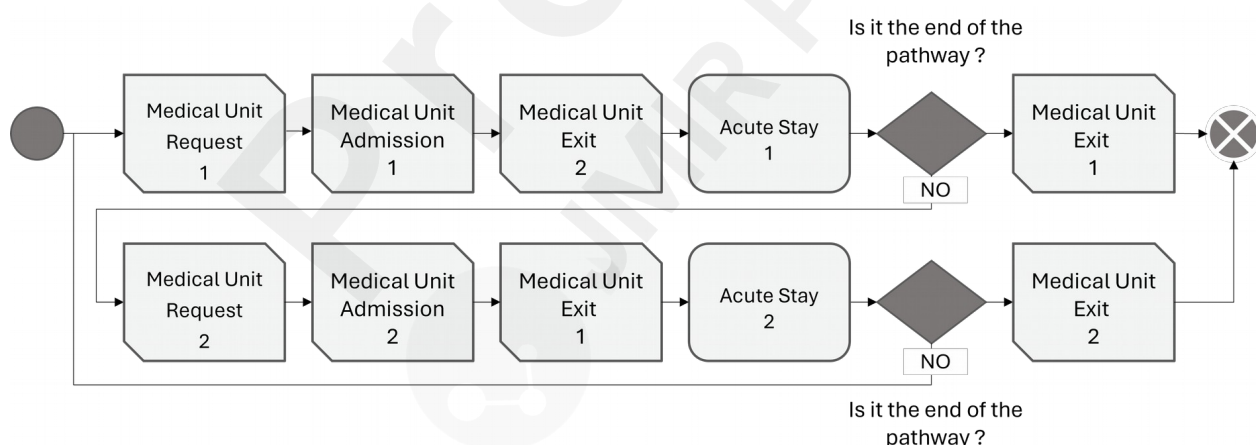 Is it the end of the
pathway ?
Medical Unit
Request
1
Medical Unit
Admission
1
Medical Unit
Exit
2
Acute Stay
1
Medical Unit
Exit
1
NO
Medical Unit
Request
2
Medical Unit
Admission
2
Medical Unit
Exit
1
Acute Stay
2
Medical Unit
Exit
2
NO
Is it the end of the
pathway ?
JMIR P
Pre